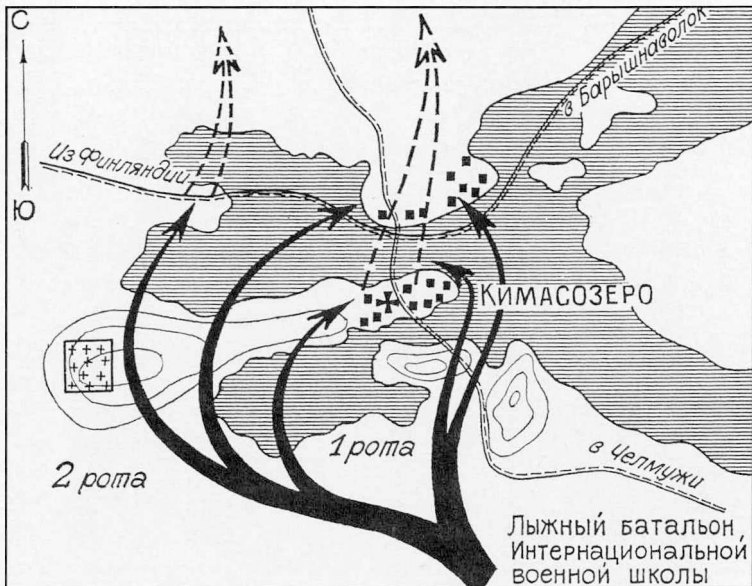 С
Ю
Из Финляндии
в Барышнаволок
КИМАСОЗЕРО
1 рота
2 рота
в Челмужи
Лыжный батальон
Интернациональной
военной школы